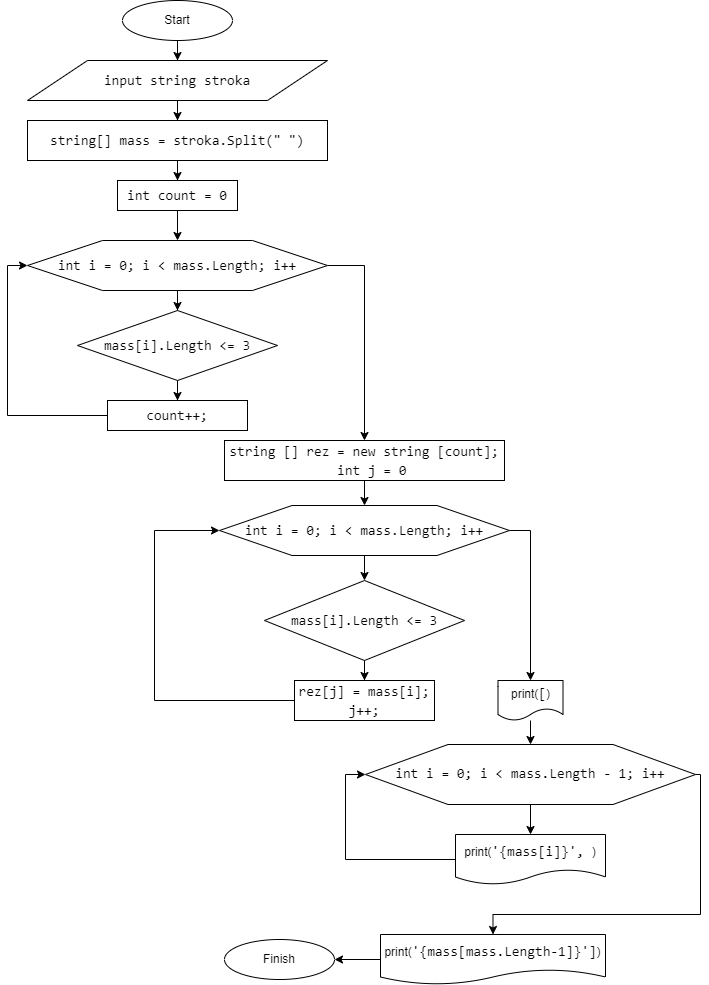 Start
input string stroka
string[] mass = stroka.Split(" ")
int count = 0
int i = 0; i < mass.Length; i++
mass[i].Length <= 3
count++;
string [] rez = new string [count];
int j = 0
int i = 0; i < mass.Length; i++
mass[i].Length <= 3
rez[j] = mass[i];
j++;
print([)
int i = 0; i < mass.Length - 1; i++
print('{mass[i]}', )
print('{mass[mass.Length-1]}'])
Finish